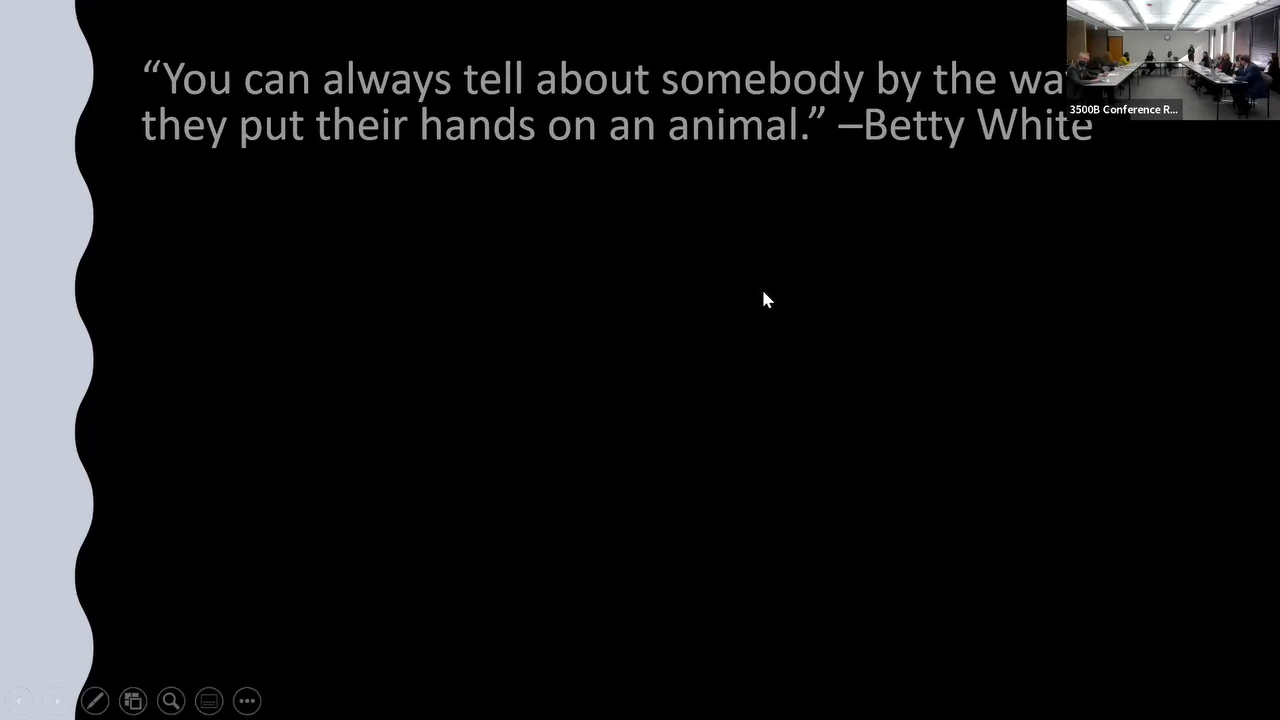 “You can always tell about somebody by the wa
they put their hands on an animal.” –Betty White
3500B Conference R...